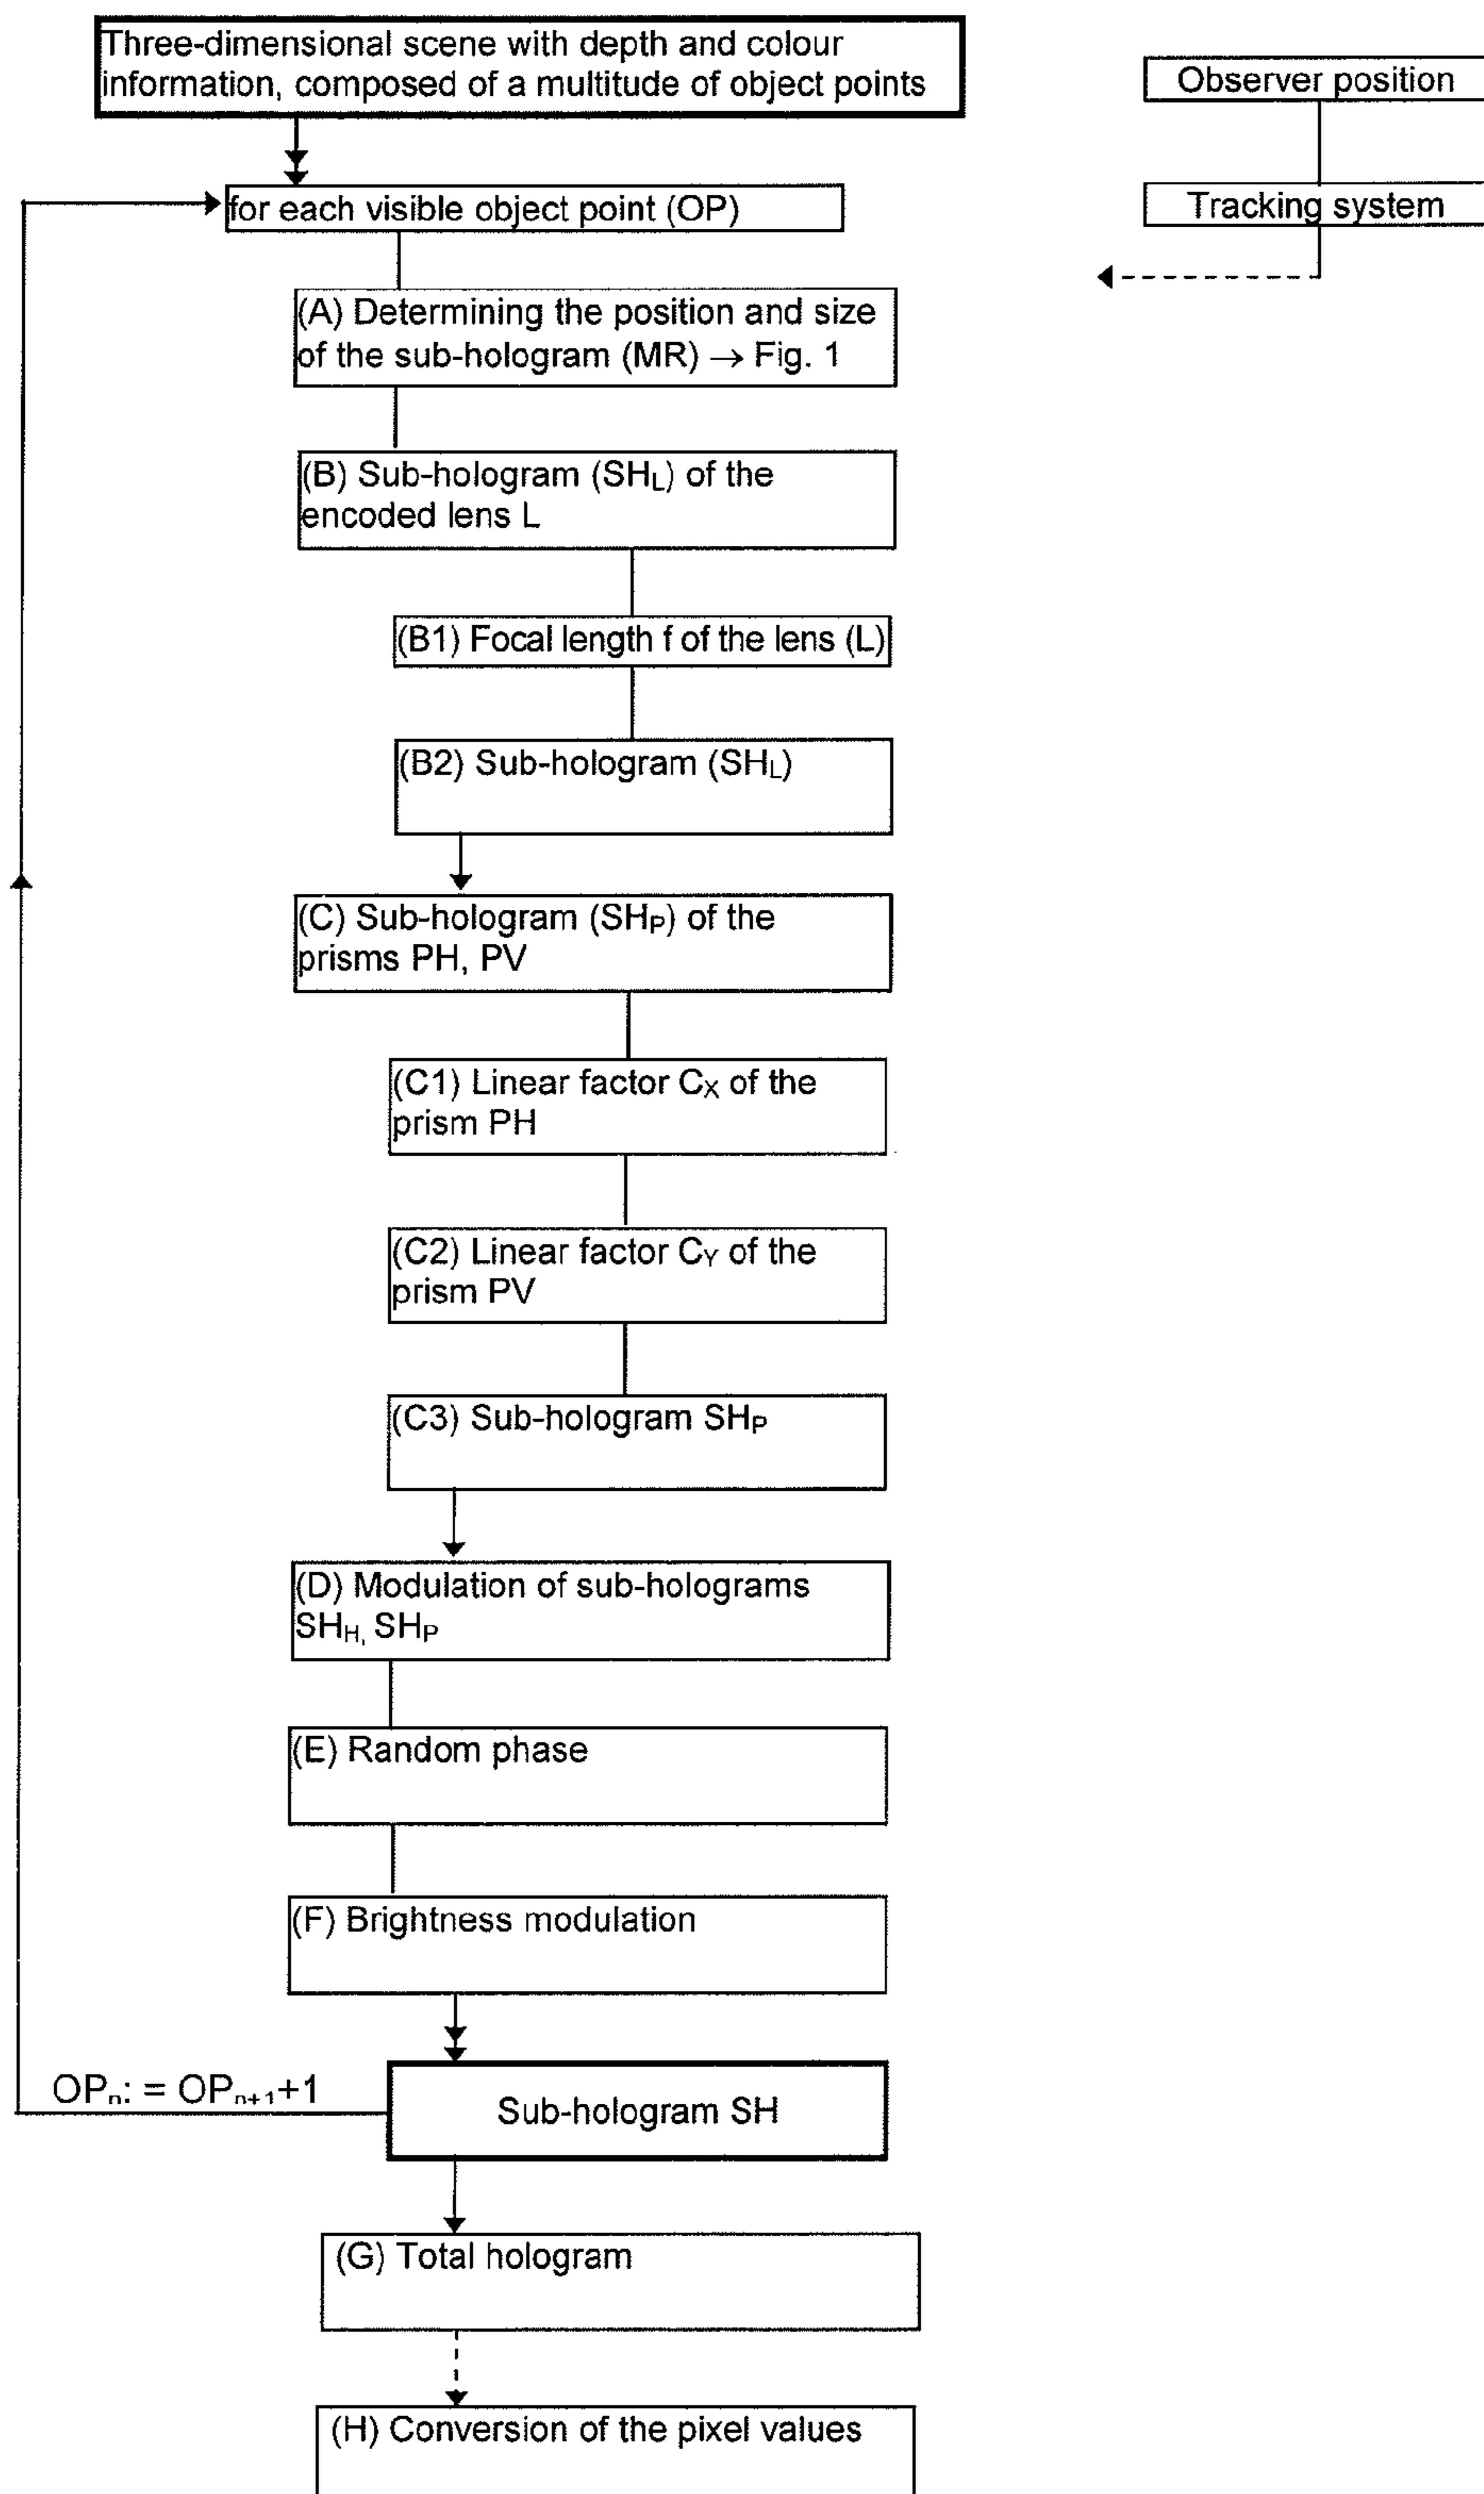 Three-dimensional scene with depth and colour
information, composed of a multitude of object points
Observer position
for each visible object point (OP)
Tracking system
(A) Determining the position and size
of the sub-hologram (MR) → Fig. 1
(B) Sub-hologram (SHL) of the
encoded lens L
(B1) Focal length f of the lens (L)
(B2) Sub-hologram (SHL)
(C) Sub-hologram (SHP) of the
prisms PH, PV
(C1) Linear factor CX of the
prism PH
(C2) Linear factor CY of the
prism PV
(C3) Sub-hologram SHP
(D) Modulation of sub-holograms
SHH, SHP
(E) Random phase
(F) Brightness modulation
OPn: = OPn+1+1
Sub-hologram SH
(G) Total hologram
(H) Conversion of the pixel values